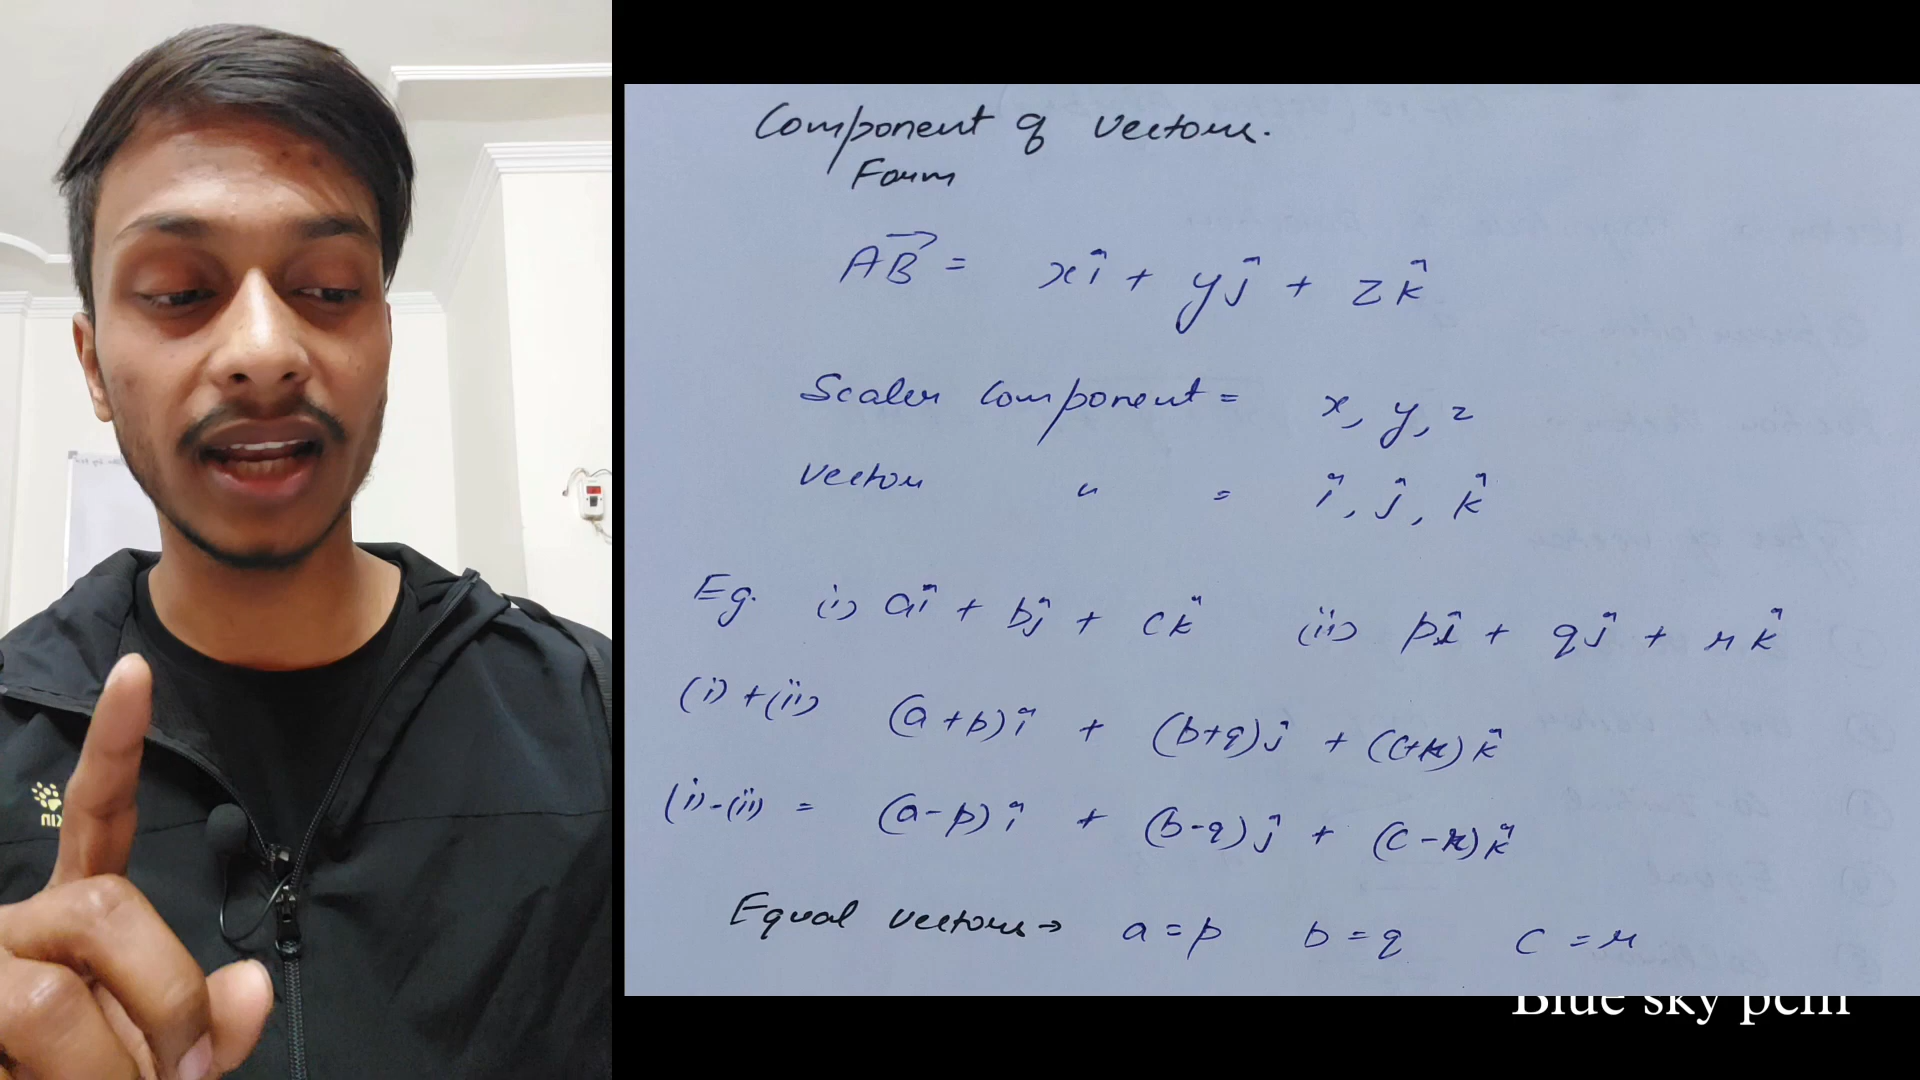 Component of vectors.
Form
AB→ = xî + yĵ + zk̂
Scaler component = x, y, z
vector " = î, ĵ, k̂
Eg. (i) aî + bĵ + ck̂ (ii) pî + qĵ + rk̂
(i) + (ii) (a+p)î + (b+q)ĵ + (c+r)k̂
(i) - (ii) = (a-p)î + (b-q)ĵ + (c-r)k̂
Equal vectors → a = p b = q c = r
Blue sky pcm